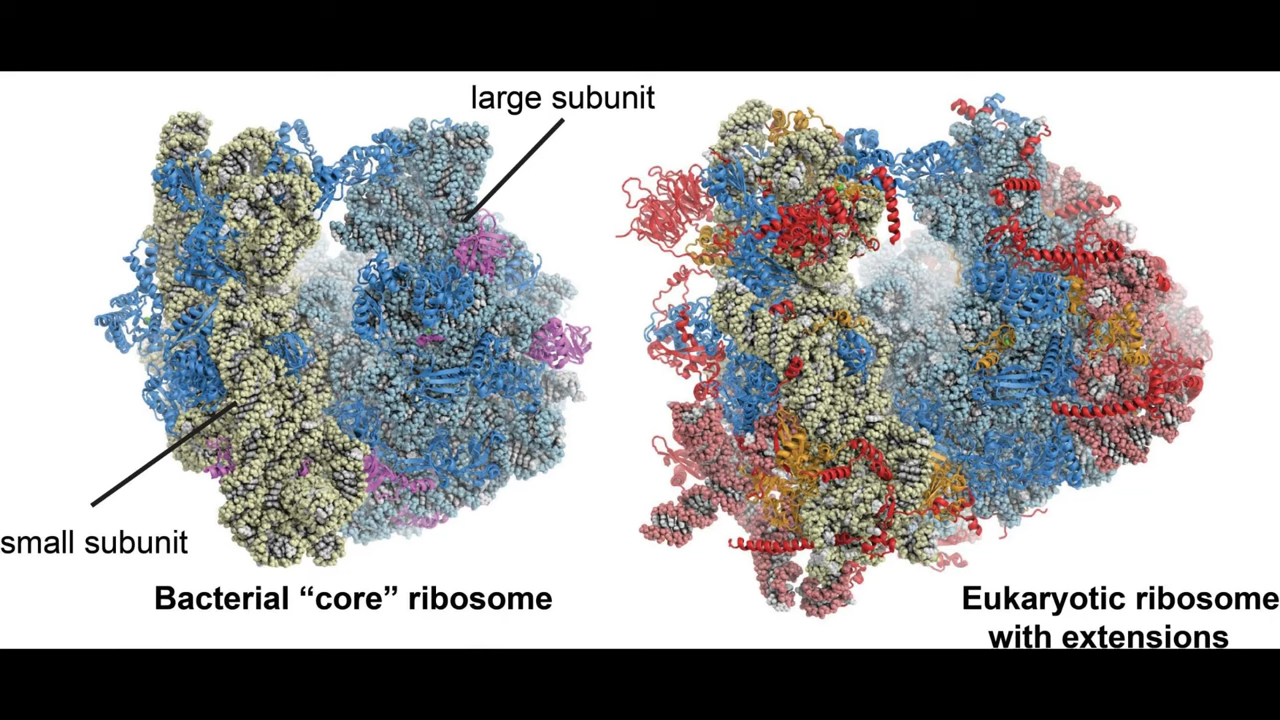 large subunit
small subunit
Bacterial “core” ribosome
Eukaryotic ribosome
with extensions